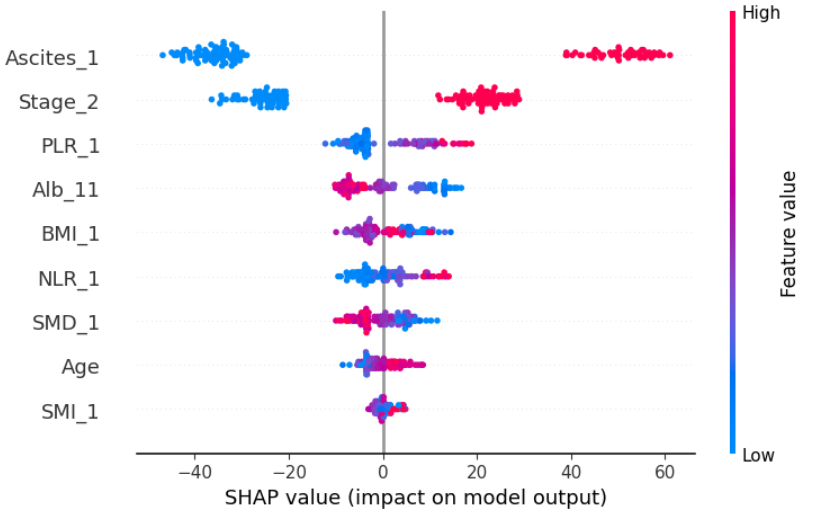 High
Ascites_1
Stage_2
PLR_1
Alb_11
BMI_1
NLR_1
SMD_1
Age
SMI_1
Feature value
Low
−40 −20 0 20 40 60
SHAP value (impact on model output)